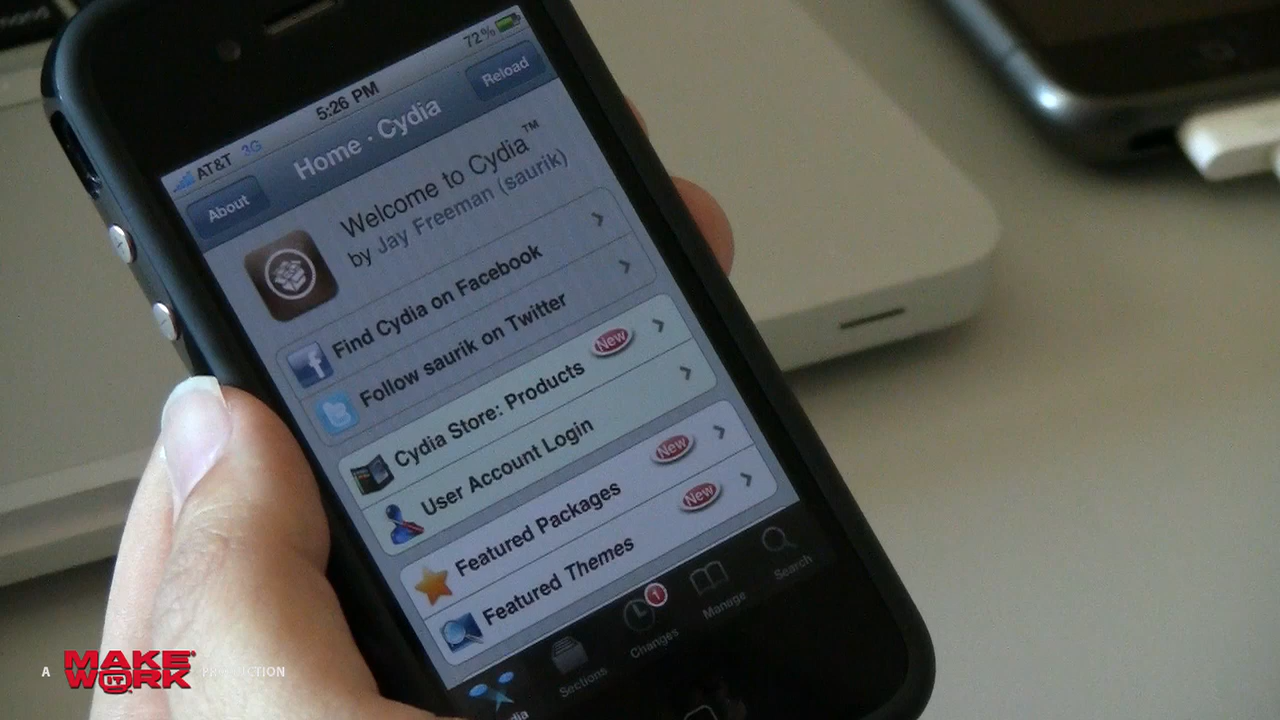 72%
5:26 PM
AT&T 3G
Reload
Home · Cydia
About
Welcome to Cydia™
by Jay Freeman (saurik)
Find Cydia on Facebook
Follow saurik on Twitter
Cydia Store: Products New
User Account Login
Featured Packages New
Featured Themes New
Sections
Changes 1
Manage
Search
A MAKE IT WORK PRODUCTION